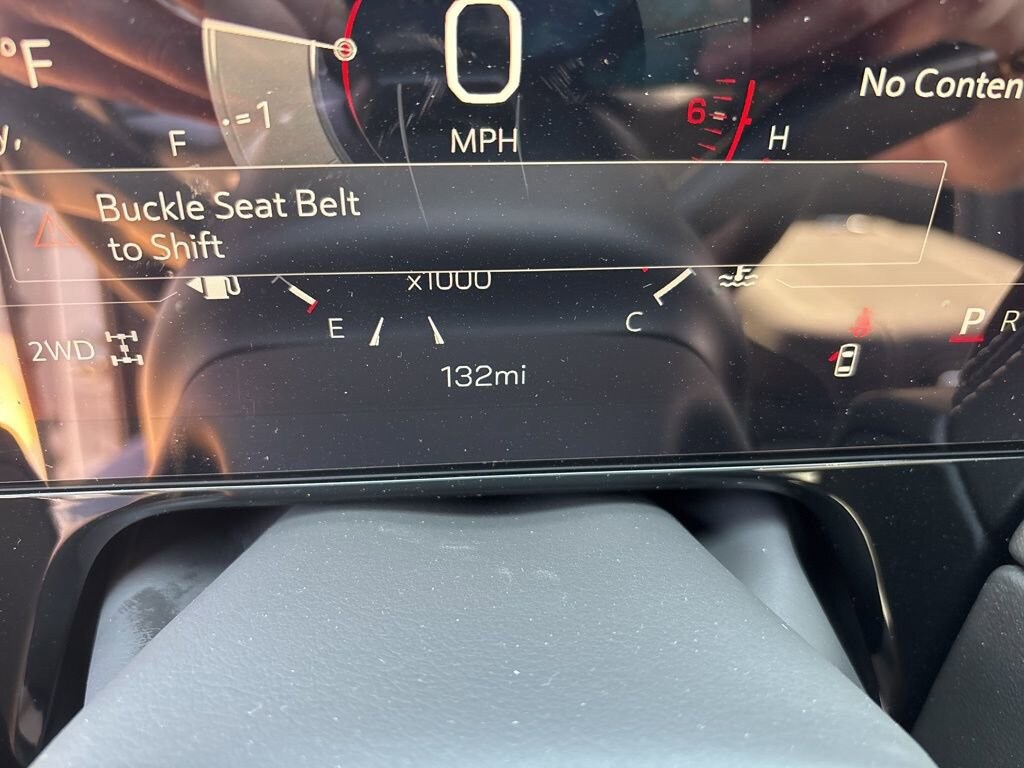 °F
0
No Conten
=1
6
F
MPH
H
Buckle Seat Belt
to Shift
x1000
E
C
P R
2WD
132mi